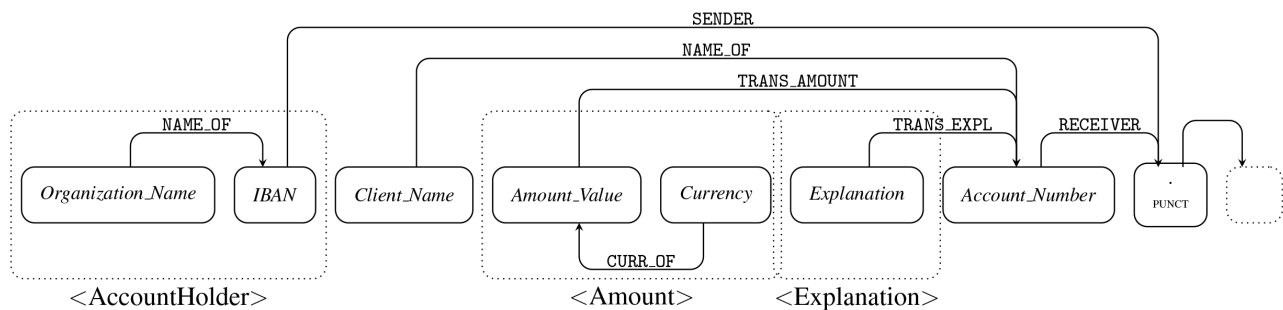 SENDER
NAME_OF
TRANS_AMOUNT
NAME_OF TRANS_EXPL RECEIVER
Organization_Name IBAN Client_Name Amount_Value Currency Explanation Account_Number .
PUNCT
CURR_OF
<AccountHolder> <Amount> <Explanation>